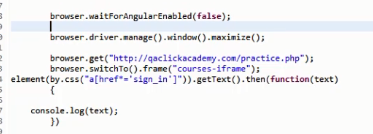 browser.waitForAngularEnabled(false);
browser.driver.manage().window().maximize();
browser.get("http://qaclickacademy.com/practice.php");
browser.switchTo().frame("courses-iframe");
element(by.css("a[href*='sign_in']")).getText().then(function(text)
{
console.log(text);
})